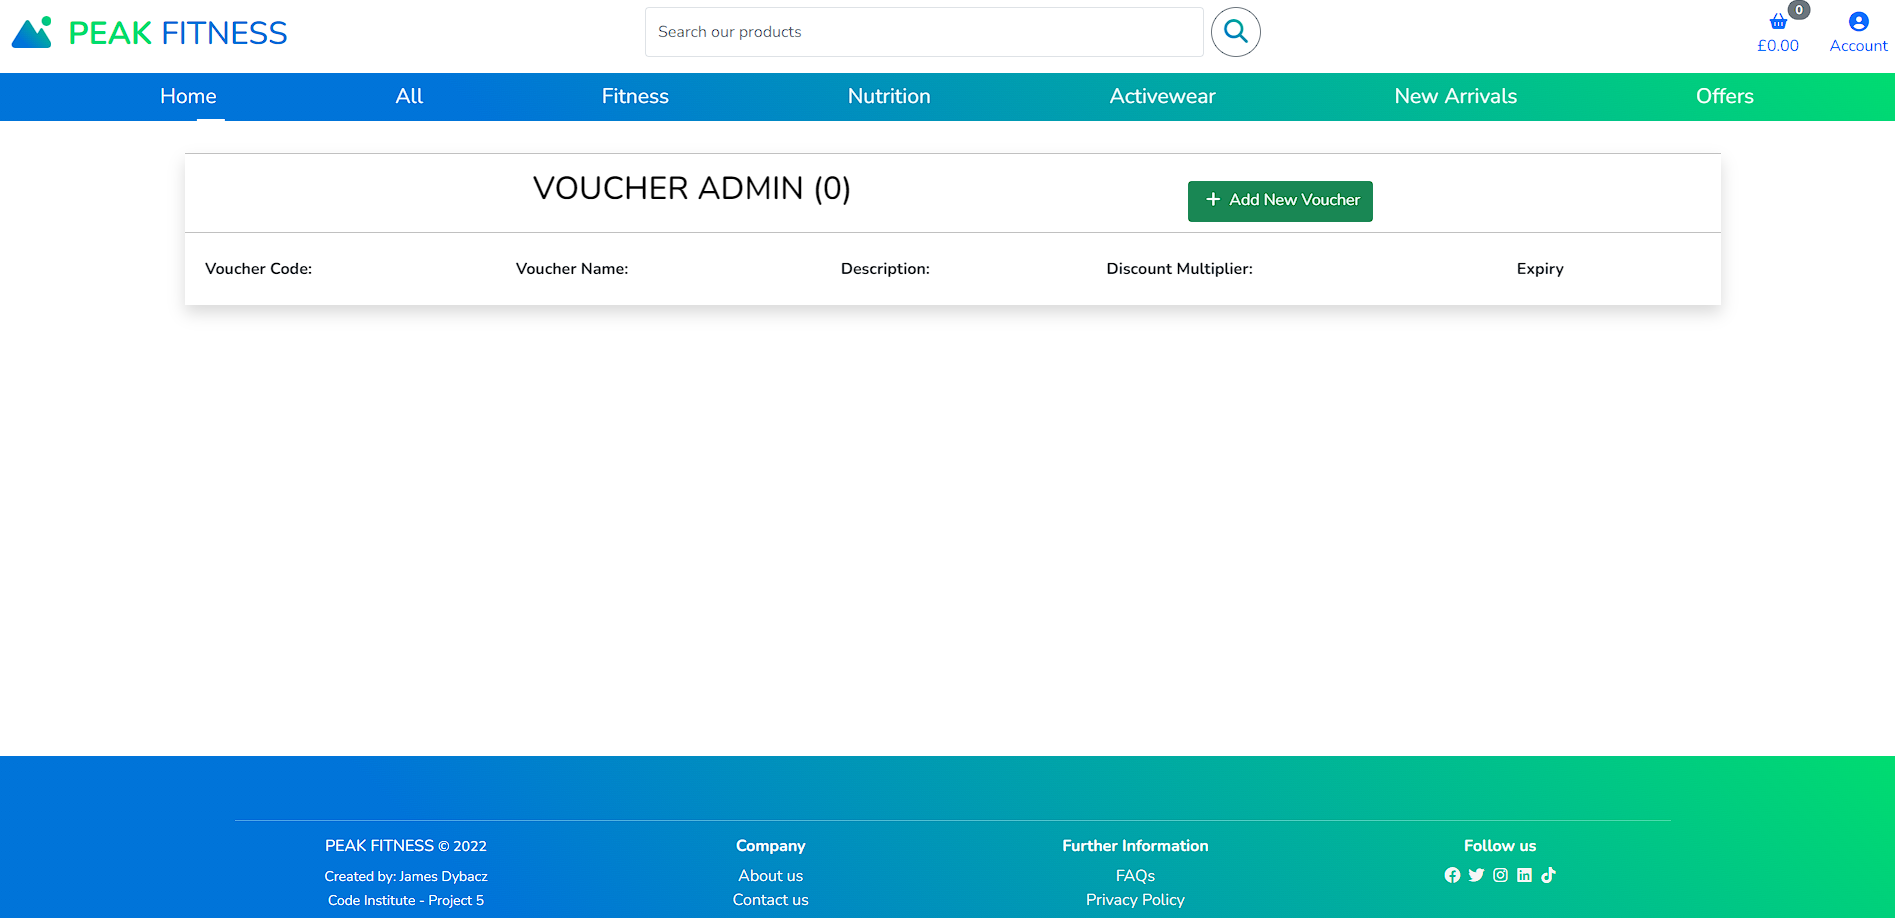 PEAK FITNESS
Search our products
0
£0.00
Account
Home All Fitness Nutrition Activewear New Arrivals Offers
VOUCHER ADMIN (0)
+ Add New Voucher
Voucher Code: Voucher Name: Description: Discount Multiplier: Expiry
PEAK FITNESS © 2022
Created by: James Dybacz
Code Institute - Project 5
Company
About us
Contact us
Further Information
FAQs
Privacy Policy
Follow us